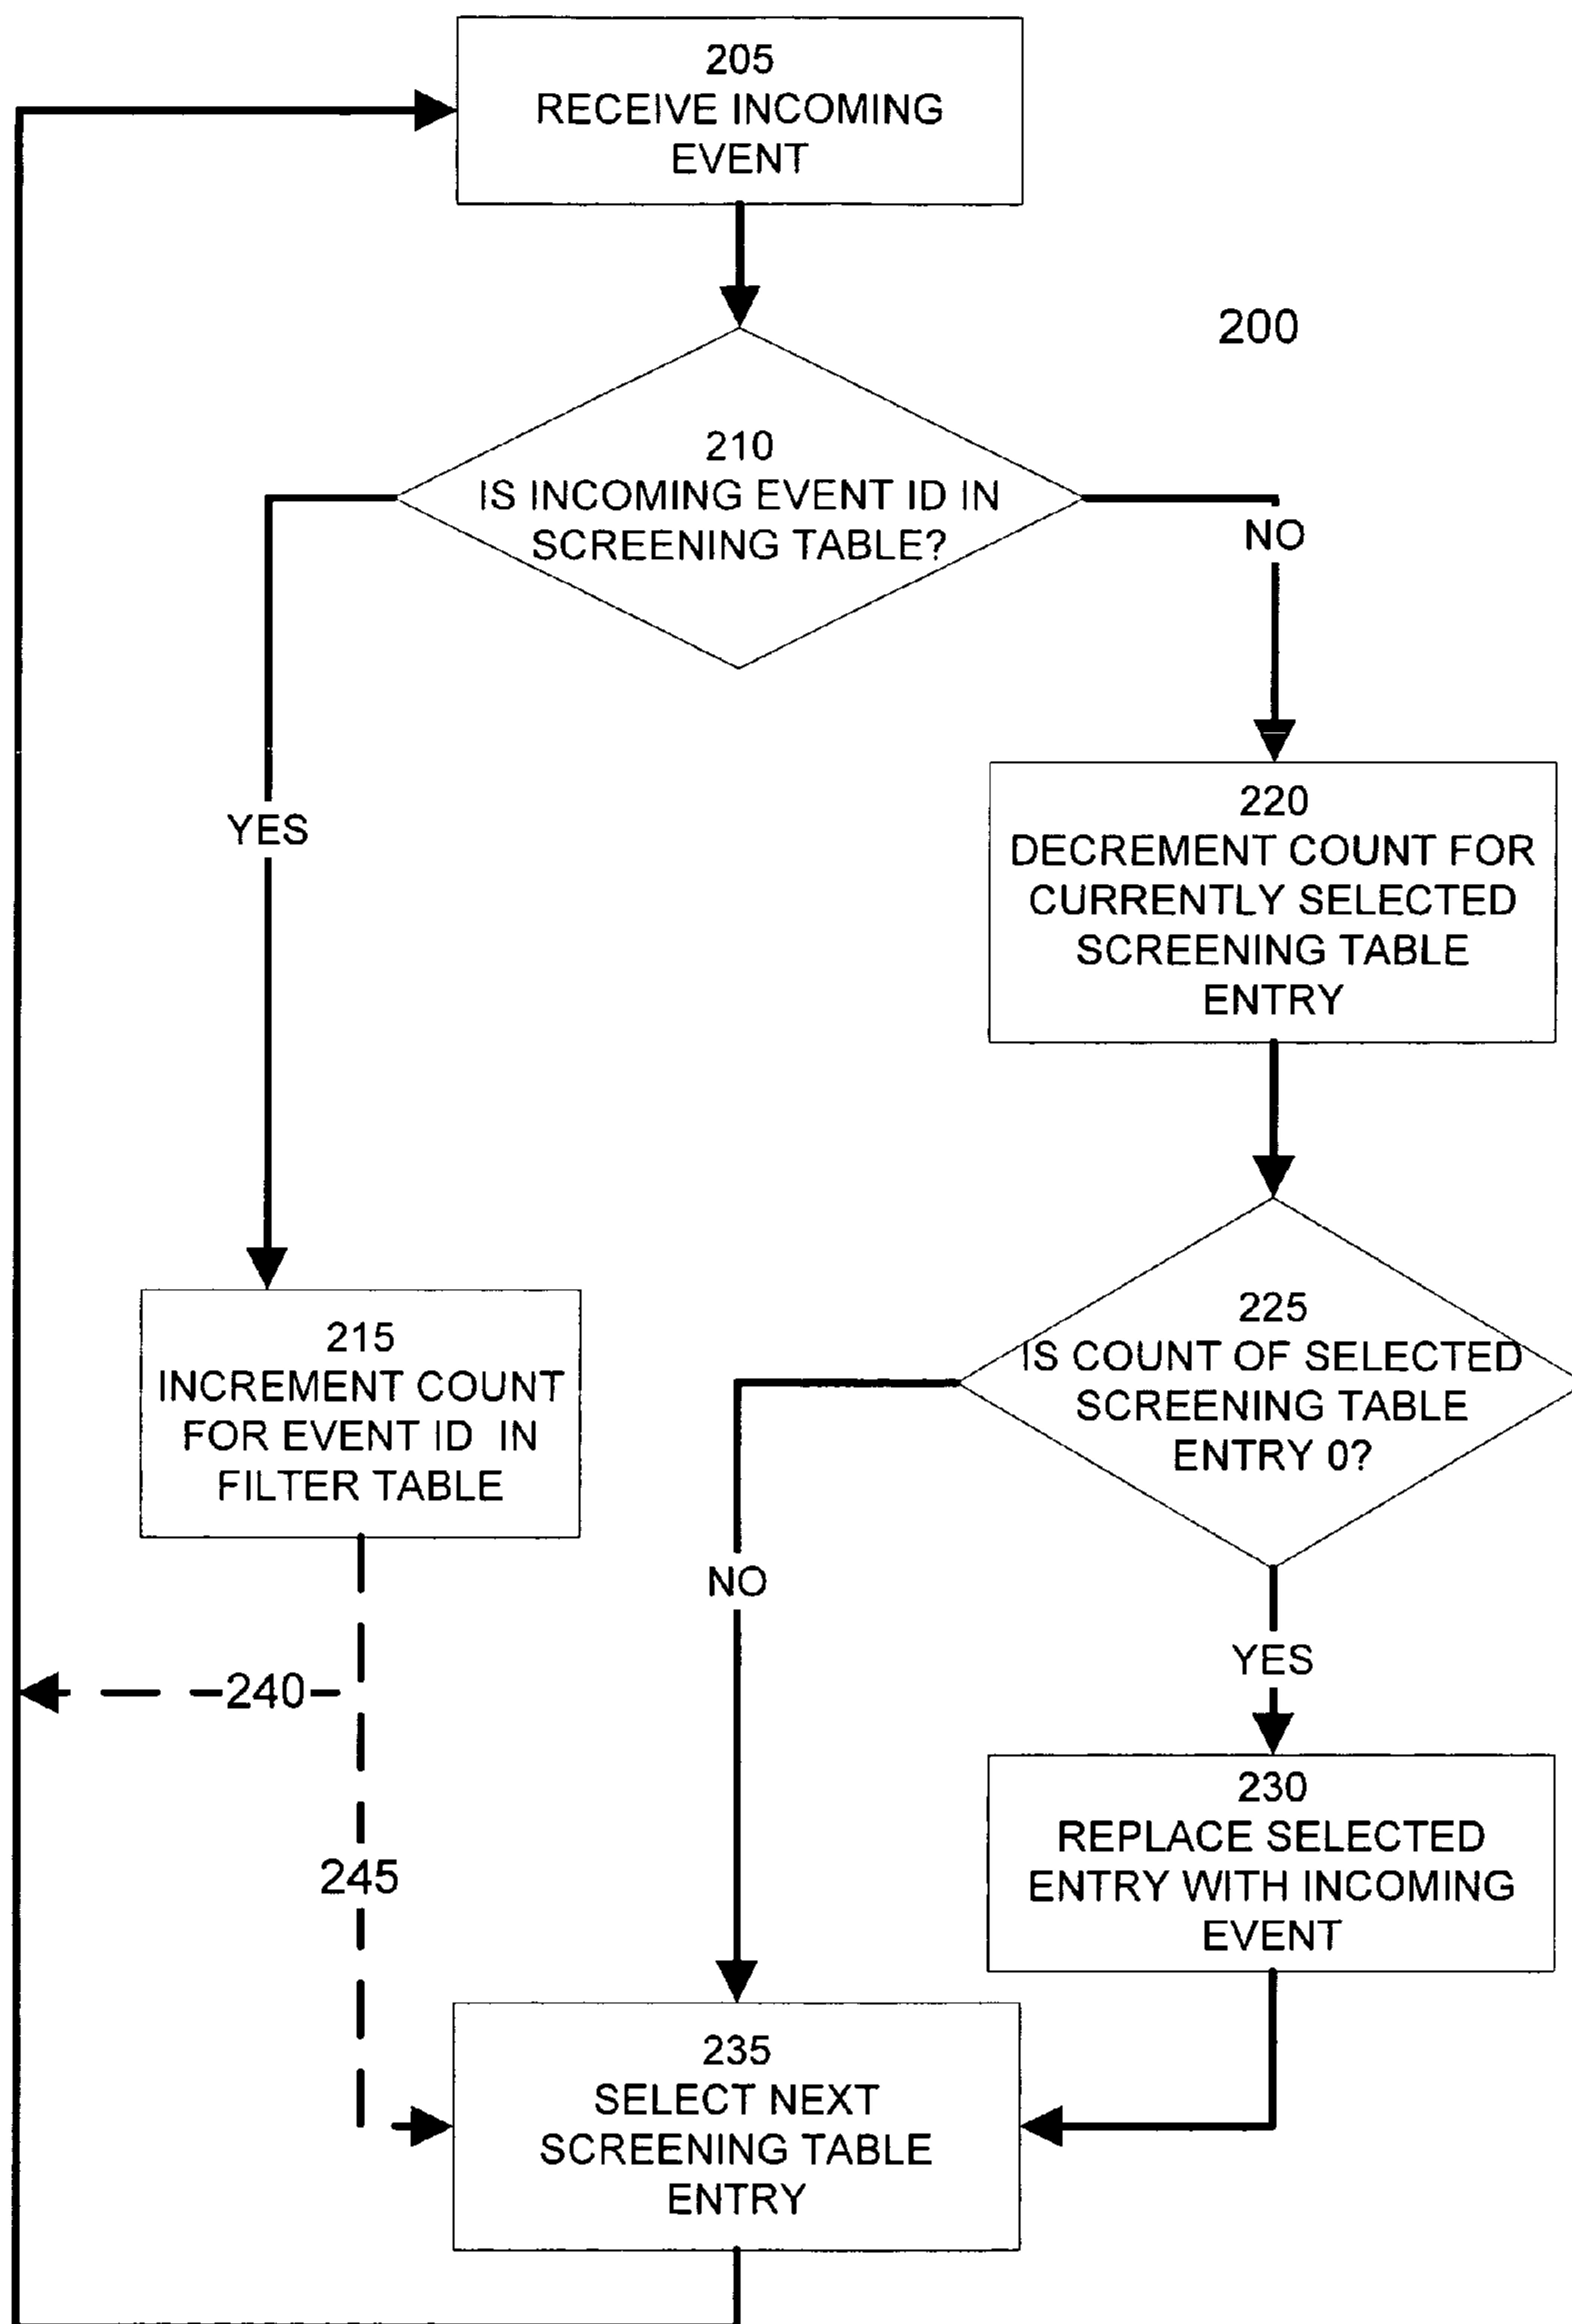 205
RECEIVE INCOMING
EVENT
200
210
IS INCOMING EVENT ID IN
SCREENING TABLE?
NO
YES
220
DECREMENT COUNT FOR
CURRENTLY SELECTED
SCREENING TABLE
ENTRY
215
INCREMENT COUNT
FOR EVENT ID IN
FILTER TABLE
225
IS COUNT OF SELECTED
SCREENING TABLE
ENTRY 0?
NO
YES
240
245
230
REPLACE SELECTED
ENTRY WITH INCOMING
EVENT
235
SELECT NEXT
SCREENING TABLE
ENTRY